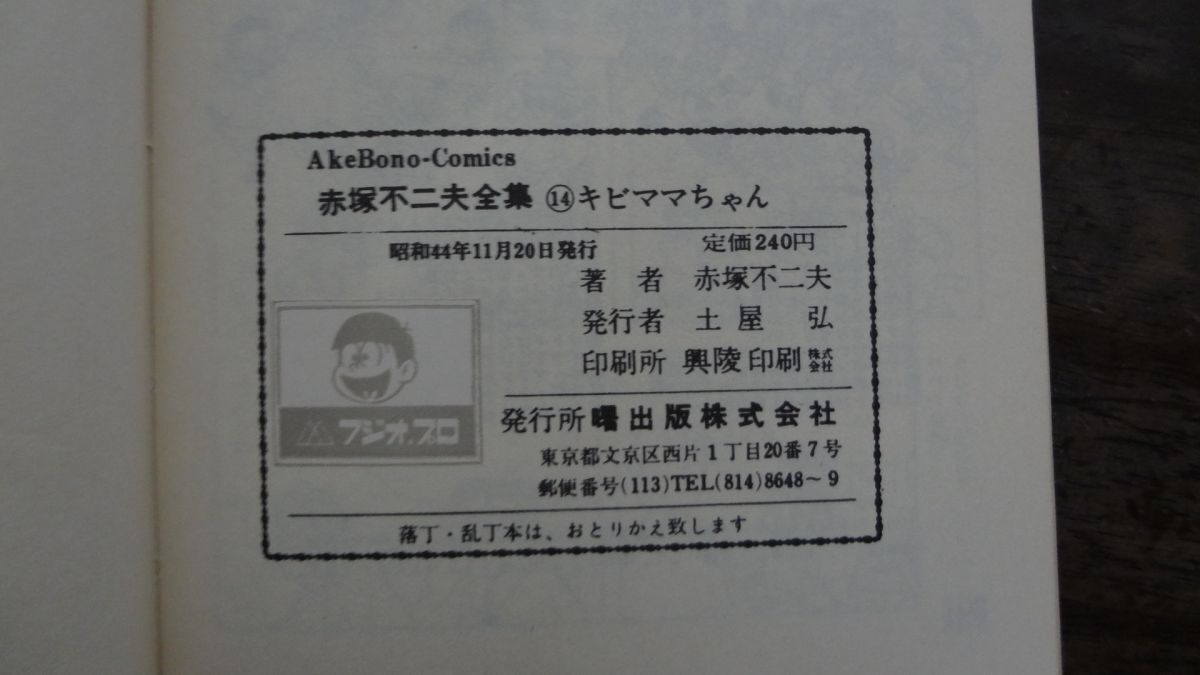 AkeBono-Comics
赤塚不二夫全集 ⑭キビママちゃん
昭和44年11月20日発行 定価240円
著者 赤塚不二夫
発行者 土屋 弘
印刷所 興陵印刷株式会社
フジオ.プロ
発行所 曙出版株式会社
東京都文京区西片1丁目20番7号
郵便番号(113)TEL(814)8648~9
落丁・乱丁本は、おとりかえ致します